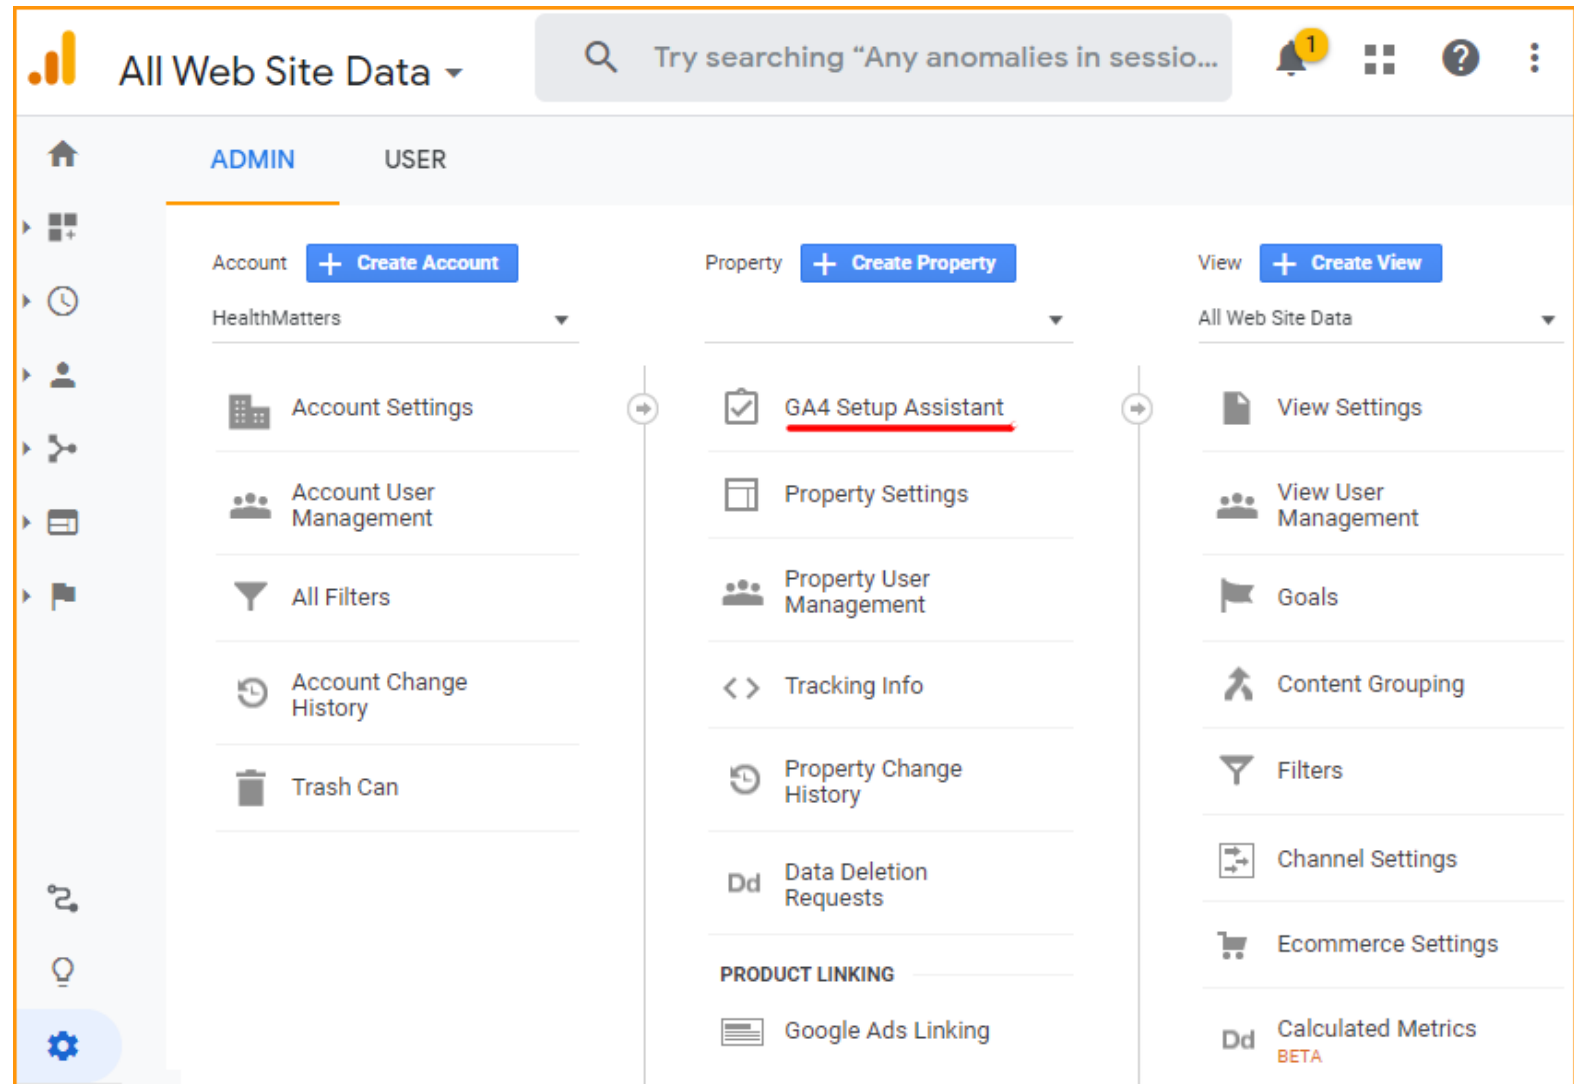 All Web Site Data
Try searching “Any anomalies in sessio...
1
ADMIN
USER
Account
Create Account
HealthMatters
Account Settings
Account User
Management
All Filters
Account Change
History
Trash Can
Property
Create Property
GA4 Setup Assistant
Property Settings
Property User
Management
Tracking Info
Property Change
History
Dd
Data Deletion
Requests
PRODUCT LINKING
Google Ads Linking
View
Create View
All Web Site Data
View Settings
View User
Management
Goals
Content Grouping
Filters
Channel Settings
Ecommerce Settings
Dd
Calculated Metrics
BETA